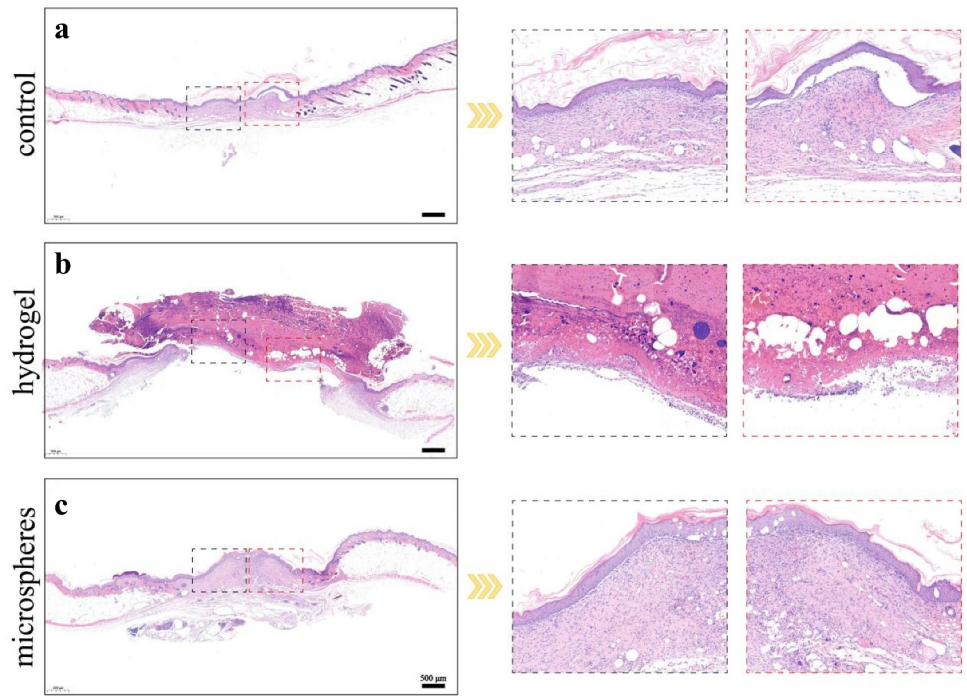 a
control
b
hydrogel
c
microspheres
500 μm